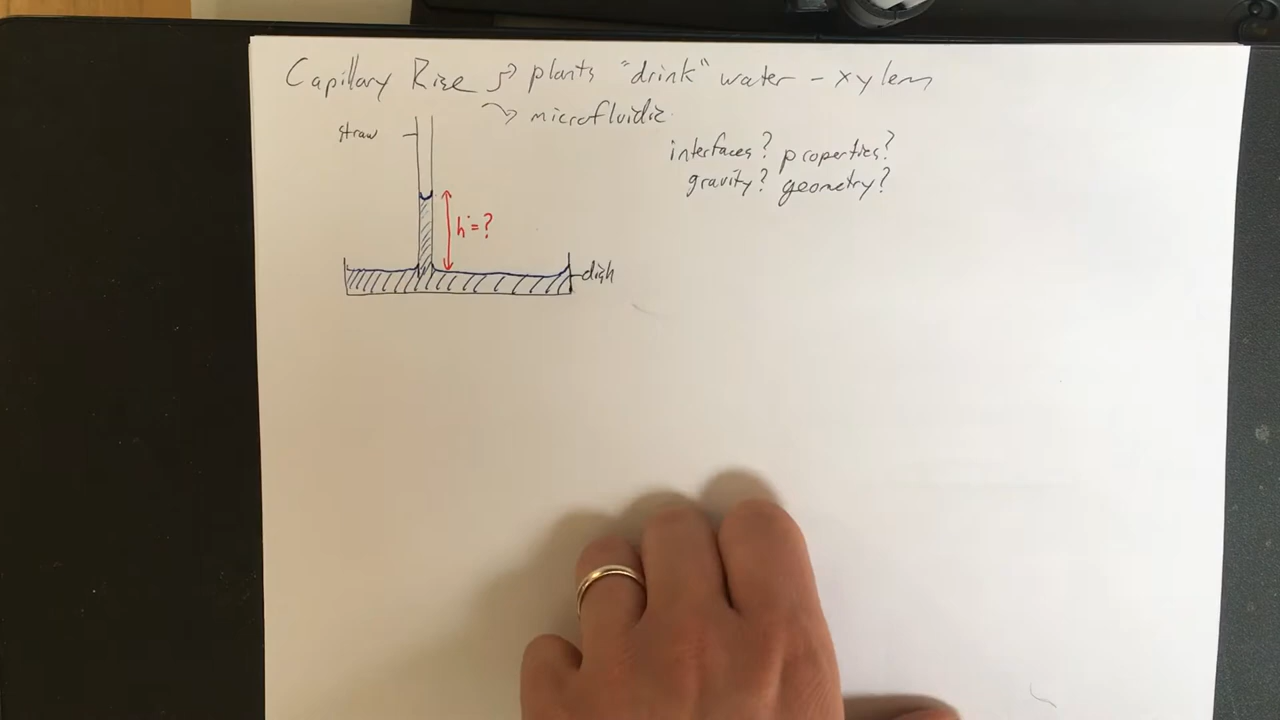 Capillary Rise → plants "drink" water - xylem
→ microfluidic
straw
interfaces? properties?
gravity? geometry?
h = ?
dish